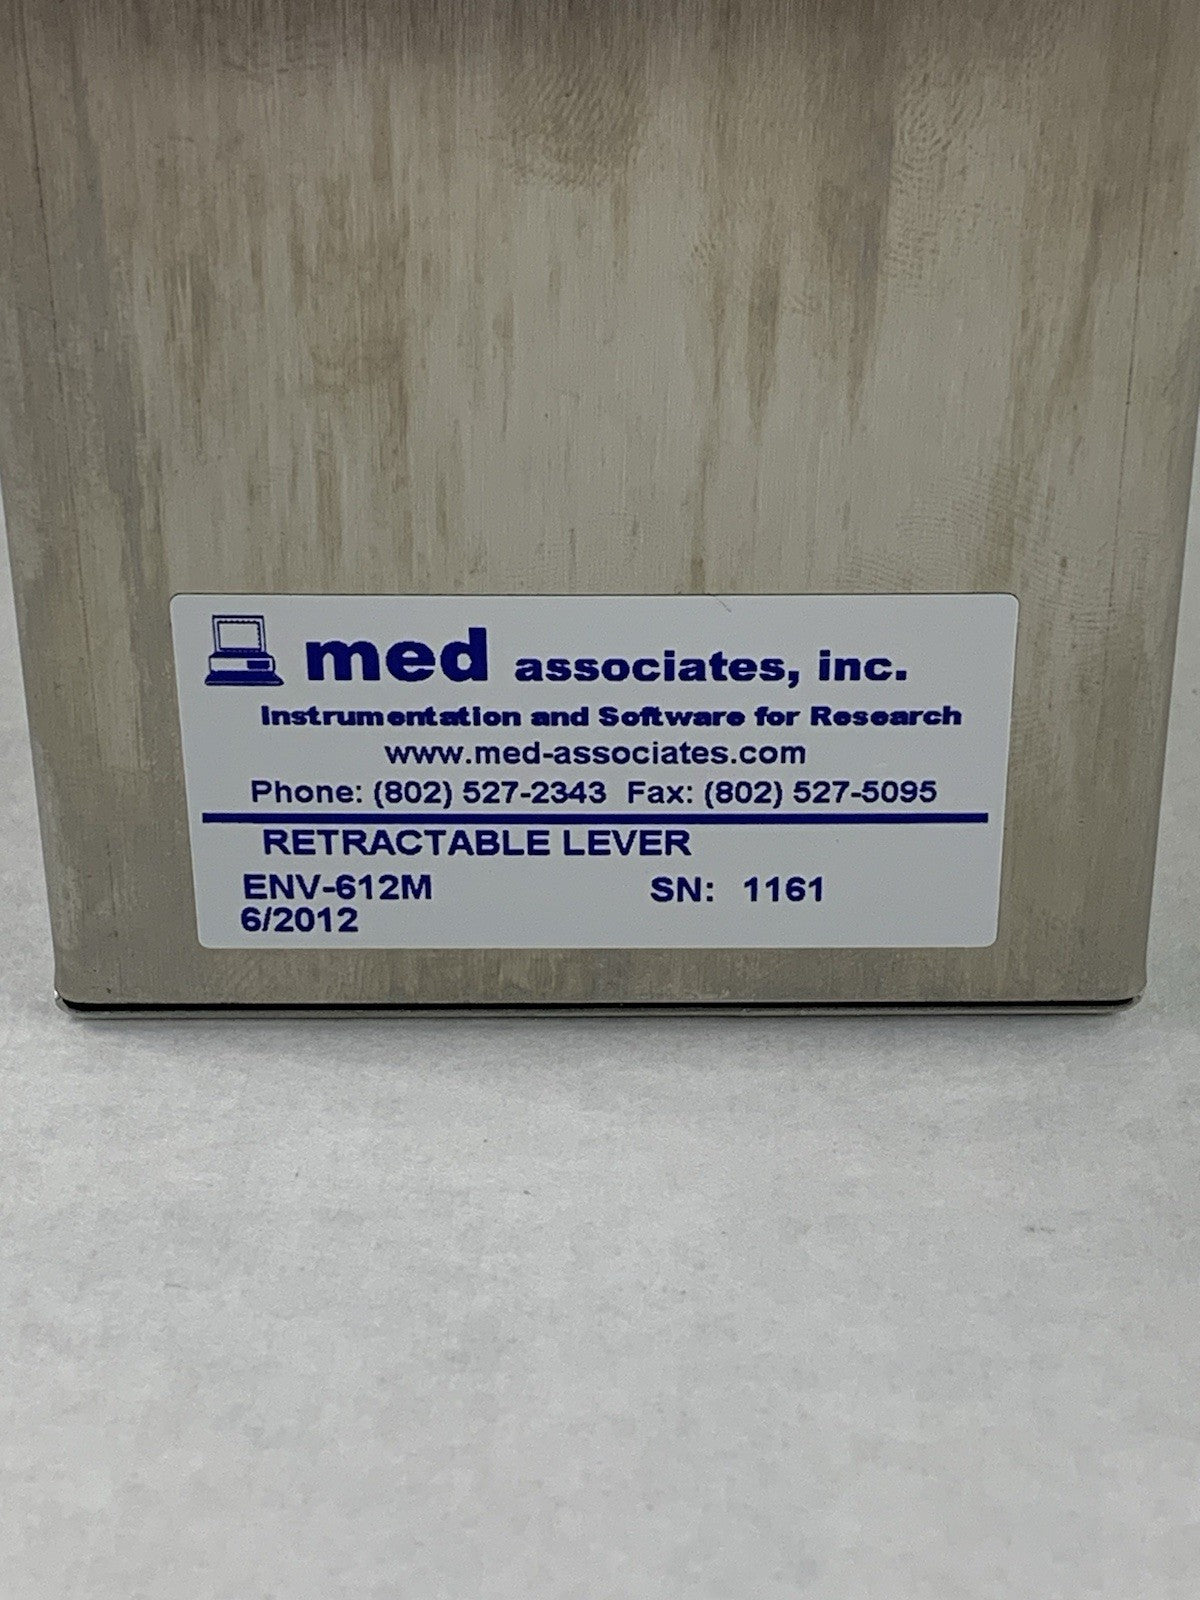 med associates, inc.
Instrumentation and Software for Research
www.med-associates.com
Phone: (802) 527-2343 Fax: (802) 527-5095
RETRACTABLE LEVER
ENV-612M SN: 1161
6/2012